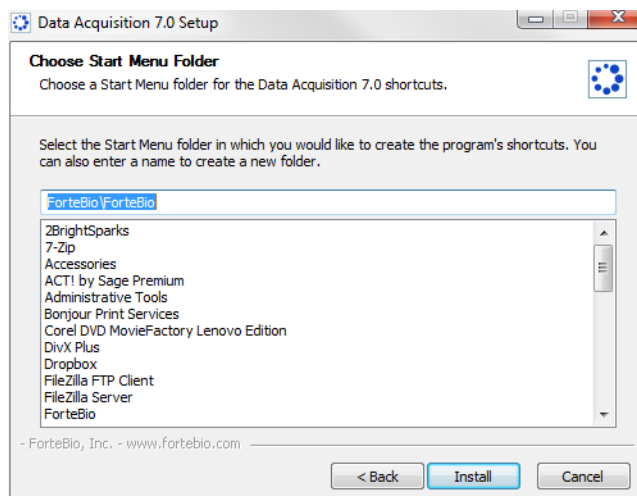 Data Acquisition 7.0 Setup
Choose Start Menu Folder
Choose a Start Menu folder for the Data Acquisition 7.0 shortcuts.
Select the Start Menu folder in which you would like to create the program's shortcuts. You
can also enter a name to create a new folder.
ForteBio\ForteBio
2BrightSparks
7-Zip
Accessories
ACT! by Sage Premium
Administrative Tools
Bonjour Print Services
Corel DVD MovieFactory Lenovo Edition
DivX Plus
Dropbox
FileZilla FTP Client
FileZilla Server
ForteBio
- ForteBio, Inc. - www.fortebio.com
< Back Install Cancel